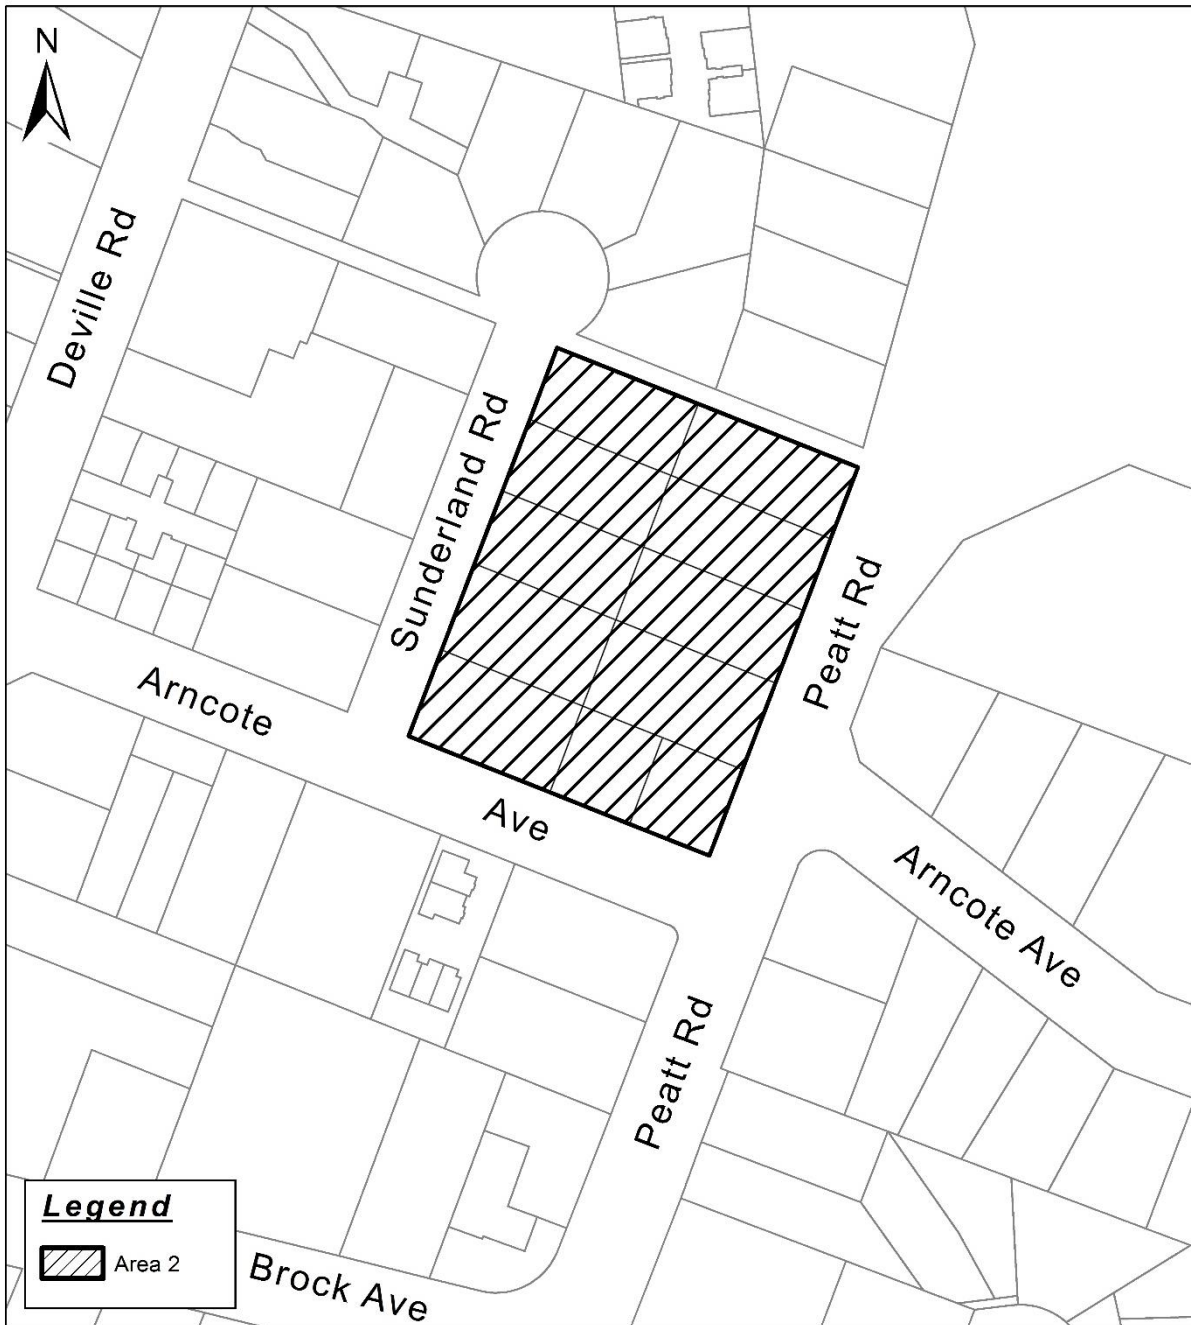 N
Deville Rd
Sunderland Rd
Peatt Rd
Arncote
Ave
Arncote Ave
Peatt Rd
Legend
Area 2
Brock Ave